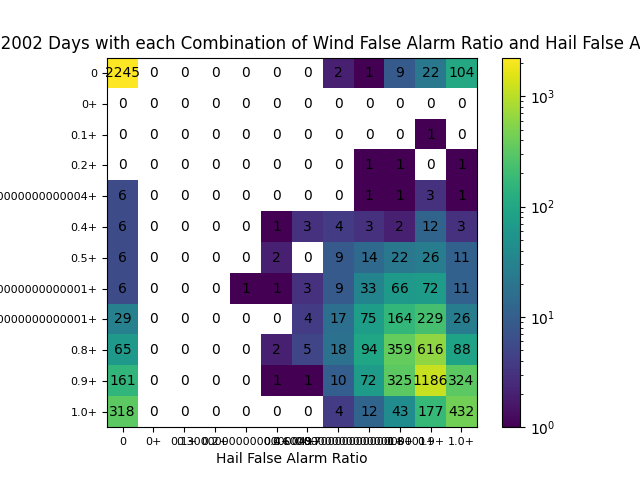 2002 Days with each Combination of Wind False Alarm Ratio and Hail False A
0 2245 0 0 0 0 0 0 2 1 9 22 104
0+ 0 0 0 0 0 0 0 0 0 0 0 0
0.1+ 0 0 0 0 0 0 0 0 0 0 1 0
0.2+ 0 0 0 0 0 0 0 0 1 1 0 1
0000000000004+ 6 0 0 0 0 0 0 0 1 1 3 1
0.4+ 6 0 0 0 0 1 3 4 3 2 12 3
0.5+ 6 0 0 0 0 2 0 9 14 22 26 11
0000000000001+ 6 0 0 0 1 1 3 9 33 66 72 11
0000000000001+ 29 0 0 0 0 0 4 17 75 164 229 26
0.8+ 65 0 0 0 0 2 5 18 94 359 616 88
0.9+ 161 0 0 0 0 1 1 10 72 325 1186 324
1.0+ 318 0 0 0 0 0 0 4 12 43 177 432
0 0+ 0.9+ 1.0+
Hail False Alarm Ratio
10³
10²
10¹
10⁰